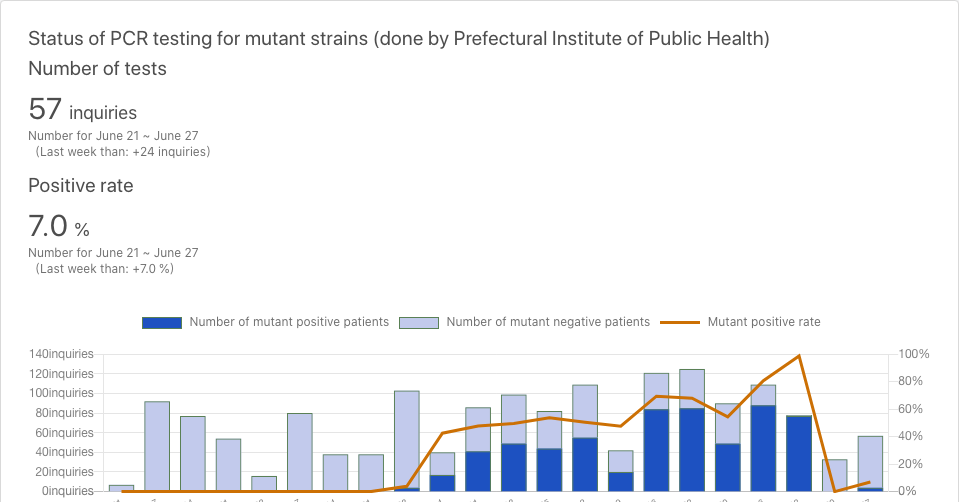 Status of PCR testing for mutant strains (done by Prefectural Institute of Public Health)
Number of tests
57 inquiries
Number for June 21 ~ June 27
(Last week than: +24 inquiries)
Positive rate
7.0 %
Number for June 21 ~ June 27
(Last week than: +7.0 %)
Number of mutant positive patients Number of mutant negative patients Mutant positive rate
140inquiries 100%
120inquiries
80%
100inquiries
80inquiries 60%
60inquiries
40%
40inquiries
20inquiries 20%
0inquiries 0%